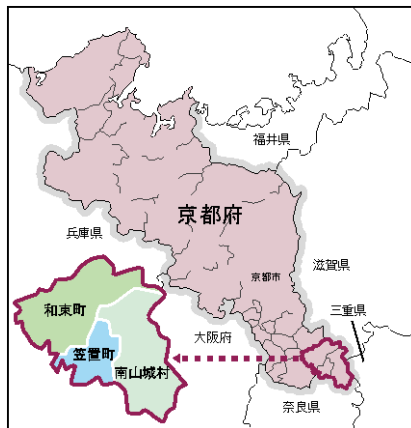 福井県
京都府
兵庫県
滋賀県
京都市
三重県
和束町
大阪府
笠置町
南山城村
奈良県